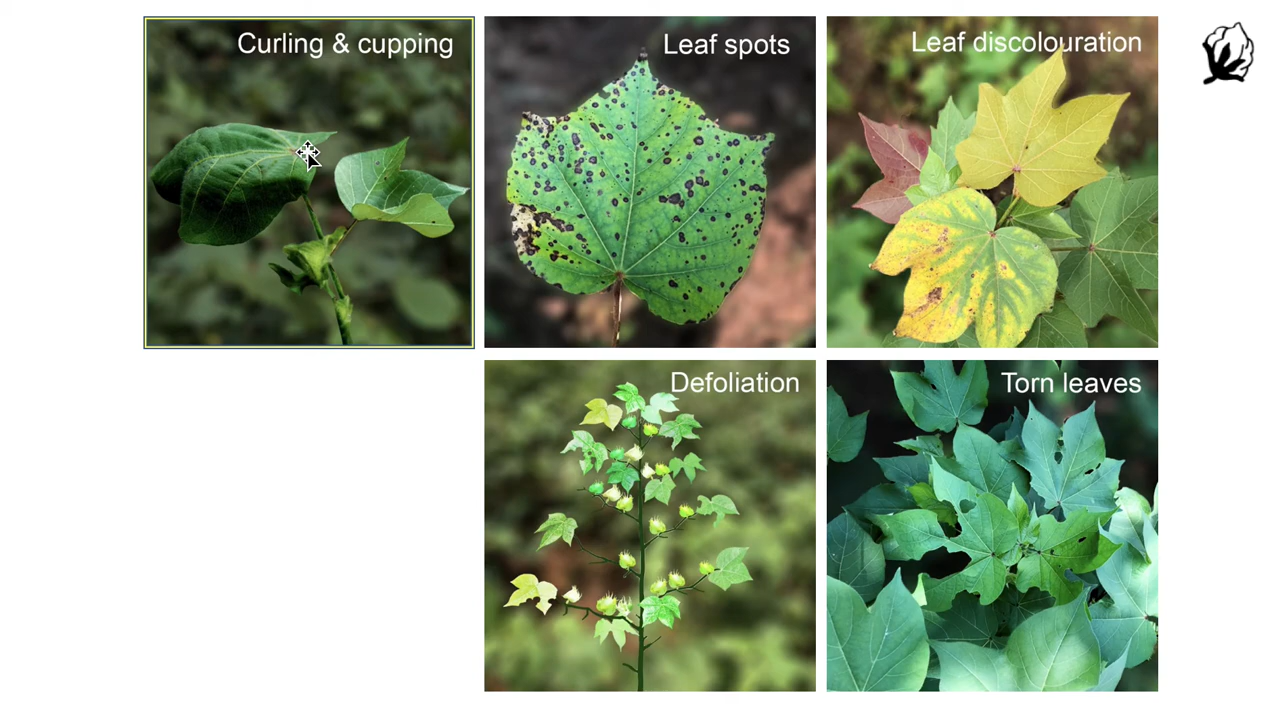 Curling & cupping
Leaf spots
Leaf discolouration
Defoliation
Torn leaves